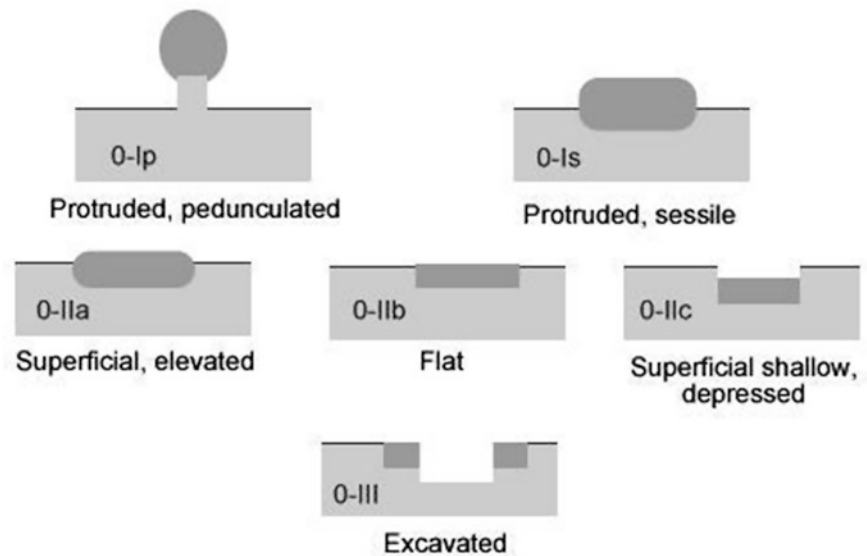 0-Ip
Protruded, pedunculated
0-Is
Protruded, sessile
0-IIa
Superficial, elevated
0-IIb
Flat
0-IIc
Superficial shallow,
depressed
0-III
Excavated